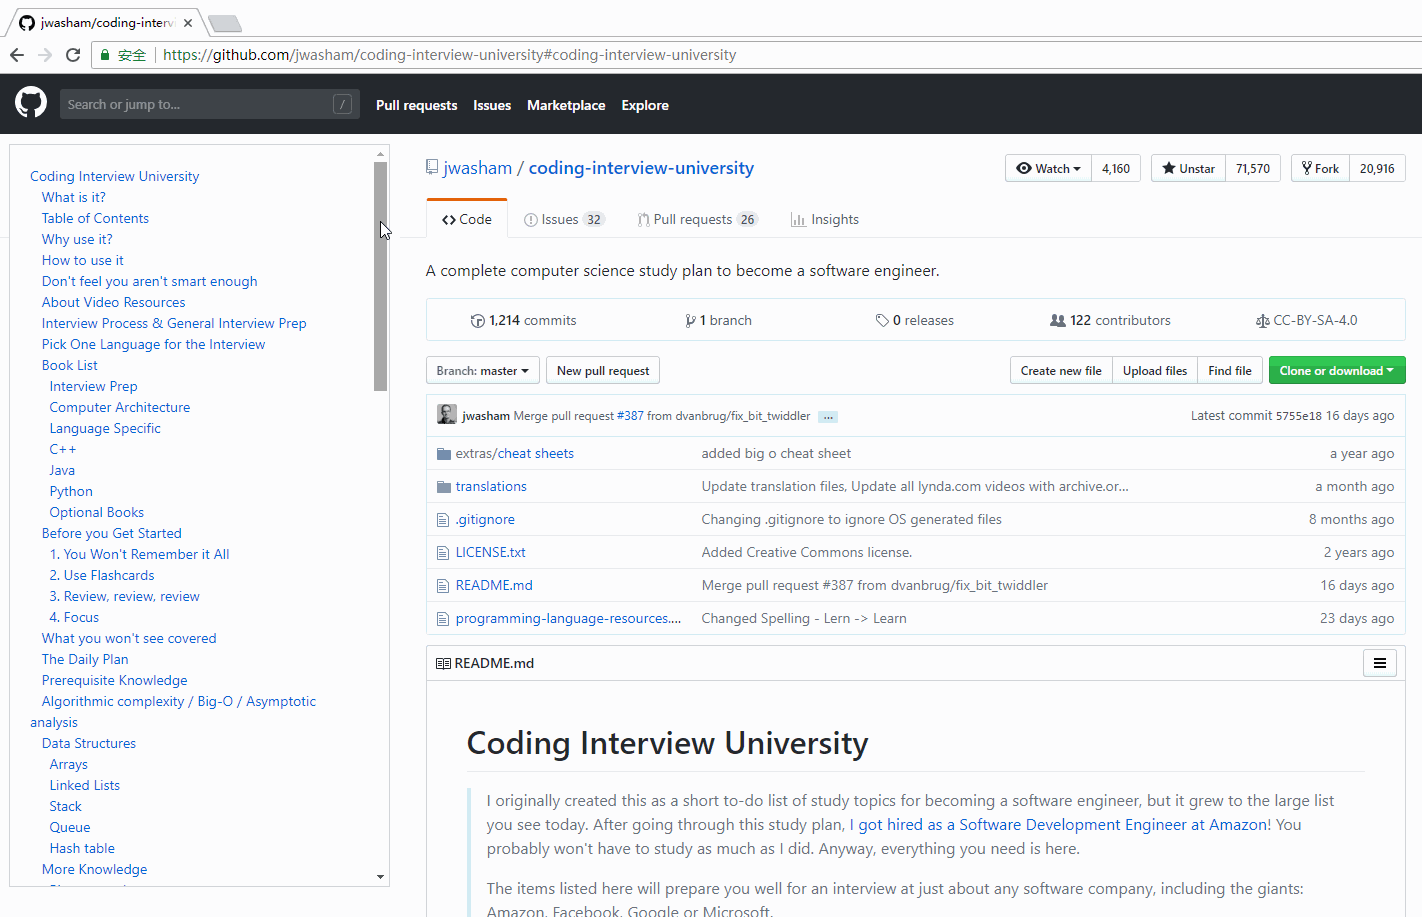 jwasham/coding-interv
安全 https://github.com/jwasham/coding-interview-university#coding-interview-university
Search or jump to... / Pull requests Issues Marketplace Explore
Coding Interview University
What is it?
Table of Contents
Why use it?
How to use it
Don't feel you aren't smart enough
About Video Resources
Interview Process & General Interview Prep
Pick One Language for the Interview
Book List
Interview Prep
Computer Architecture
Language Specific
C++
Java
Python
Optional Books
Before you Get Started
1. You Won't Remember it All
2. Use Flashcards
3. Review, review, review
4. Focus
What you won't see covered
The Daily Plan
Prerequisite Knowledge
Algorithmic complexity / Big-O / Asymptotic
analysis
Data Structures
Arrays
Linked Lists
Stack
Queue
Hash table
More Knowledge
jwasham / coding-interview-university
Watch 4,160 Unstar 71,570 Fork 20,916
Code Issues 32 Pull requests 26 Insights
A complete computer science study plan to become a software engineer.
1,214 commits 1 branch 0 releases 122 contributors CC-BY-SA-4.0
Branch: master New pull request Create new file Upload files Find file Clone or download
jwasham Merge pull request #387 from dvanbrug/fix_bit_twiddler ... Latest commit 5755e18 16 days ago
extras/cheat sheets added big o cheat sheet a year ago
translations Update translation files, Update all lynda.com videos with archive.or... a month ago
.gitignore Changing .gitignore to ignore OS generated files 8 months ago
LICENSE.txt Added Creative Commons license. 2 years ago
README.md Merge pull request #387 from dvanbrug/fix_bit_twiddler 16 days ago
programming-language-resources.... Changed Spelling - Lern -> Learn 23 days ago
README.md
Coding Interview University
I originally created this as a short to-do list of study topics for becoming a software engineer, but it grew to the large list
you see today. After going through this study plan, I got hired as a Software Development Engineer at Amazon! You
probably won't have to study as much as I did. Anyway, everything you need is here.
The items listed here will prepare you well for an interview at just about any software company, including the giants:
Amazon, Facebook, Google or Microsoft.